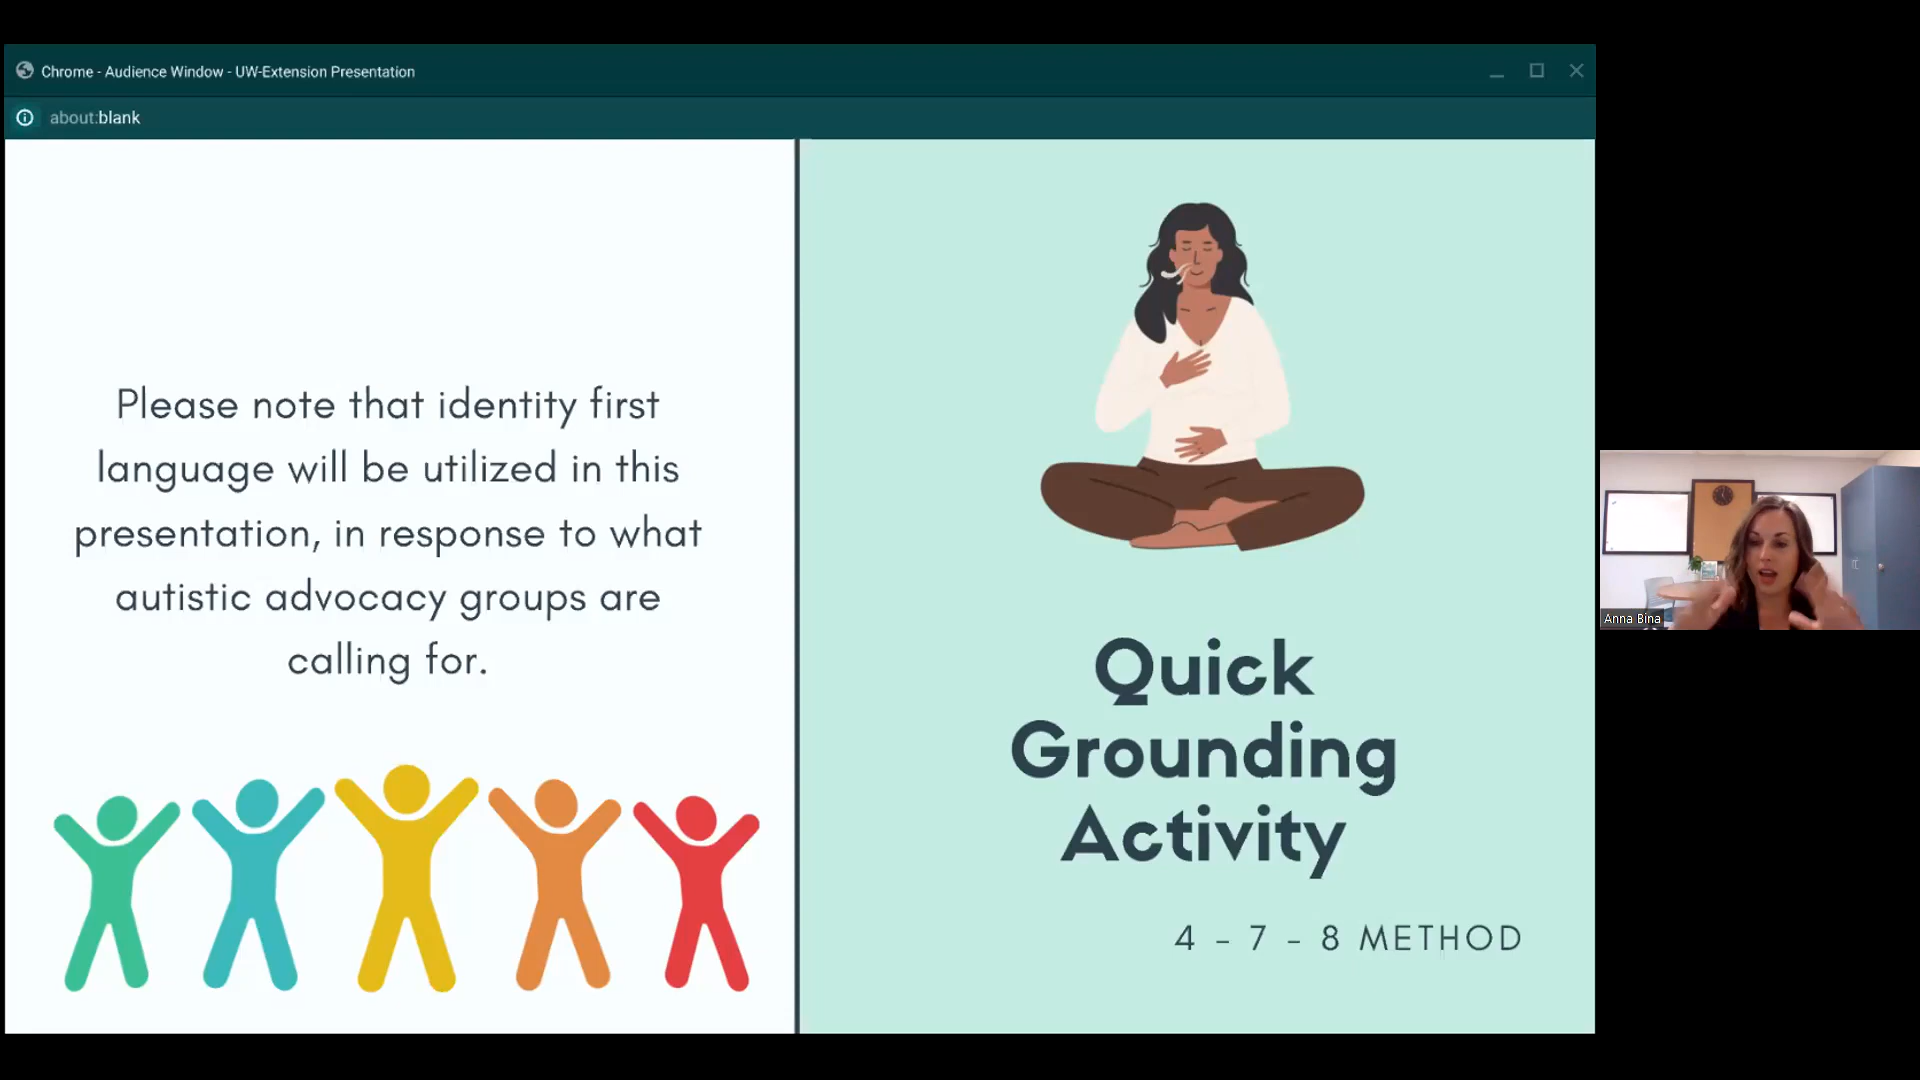 Chrome - Audience Window - UW-Extension Presentation
about:blank
Please note that identity first
language will be utilized in this
presentation, in response to what
autistic advocacy groups are
calling for.
Quick
Grounding
Activity
4 - 7 - 8 METHOD
Anna Bina